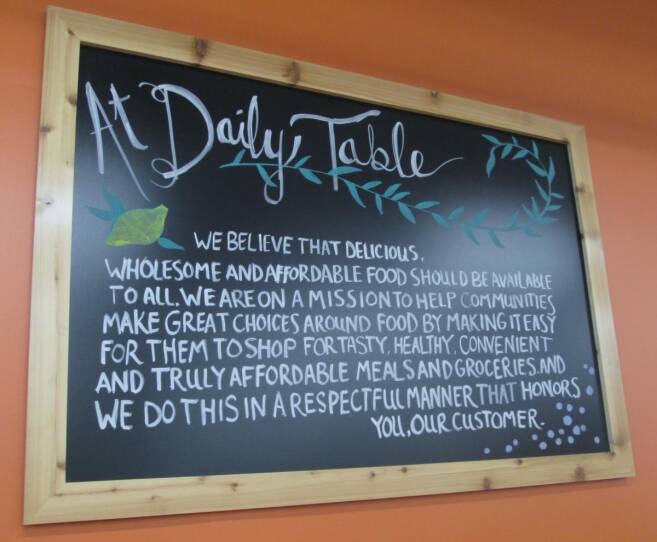 At Daily Table
WE BELIEVE THAT DELICIOUS,
WHOLESOME AND AFFORDABLE FOOD SHOULD BE AVAILABLE
TO ALL. WE ARE ON A MISSION TO HELP COMMUNITIES
MAKE GREAT CHOICES AROUND FOOD BY MAKING IT EASY
FOR THEM TO SHOP FOR TASTY, HEALTHY, CONVENIENT
AND TRULY AFFORDABLE MEALS AND GROCERIES. AND
WE DO THIS IN A RESPECTFUL MANNER THAT HONORS
YOU, OUR CUSTOMER.